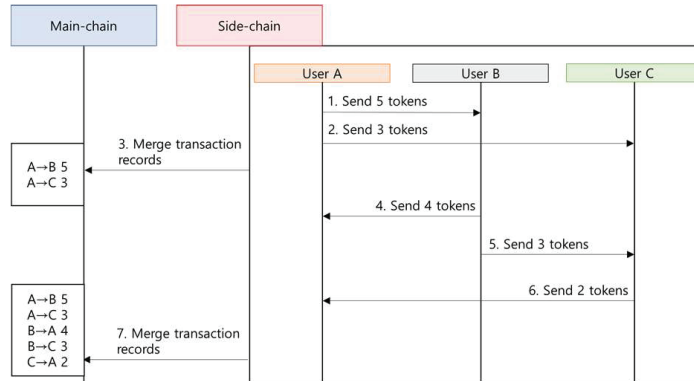 Main-chain
Side-chain
User A
User B
User C
1. Send 5 tokens
2. Send 3 tokens
3. Merge transaction
records
A→B 5
A→C 3
4. Send 4 tokens
5. Send 3 tokens
6. Send 2 tokens
A→B 5
A→C 3
B→A 4
B→C 3
C→A 2
7. Merge transaction
records